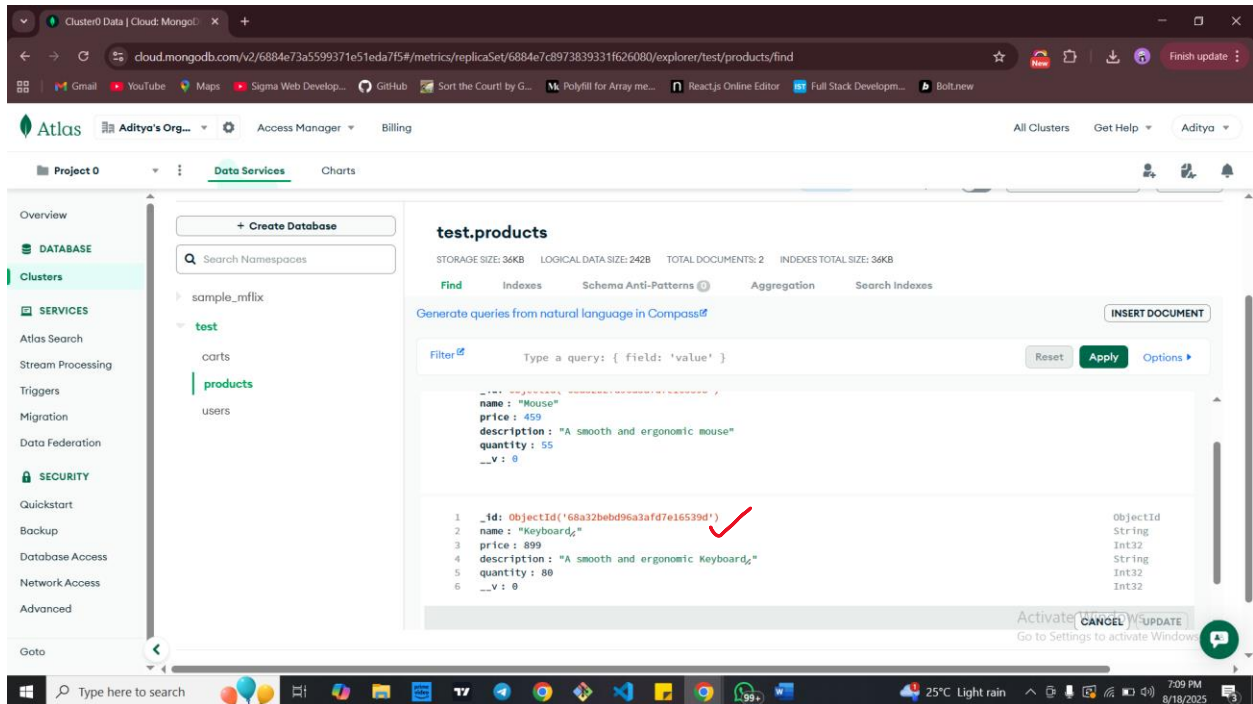 Cluster0 Data | Cloud: MongoD
cloud.mongodb.com/v2/6884e73a5599371e51eda7f5#/metrics/replicaSet/6884e7c8973839331f626080/explorer/test/products/find
New
Finish update
Gmail YouTube Maps Sigma Web Develop... GitHub Sort the Court! by G... Polyfill for Array me... React.js Online Editor Full Stack Developm... Bolt.new
Atlas Aditya's Org... Access Manager Billing All Clusters Get Help Aditya
Project 0 Data Services Charts
Overview
DATABASE
Clusters
SERVICES
Atlas Search
Stream Processing
Triggers
Migration
Data Federation
SECURITY
Quickstart
Backup
Database Access
Network Access
Advanced
Goto
+ Create Database
Search Namespaces
sample_mflix
test
carts
products
users
test.products
STORAGE SIZE: 36KB LOGICAL DATA SIZE: 242B TOTAL DOCUMENTS: 2 INDEXES TOTAL SIZE: 36KB
Find Indexes Schema Anti-Patterns 0 Aggregation Search Indexes
Generate queries from natural language in Compass
INSERT DOCUMENT
Filter Type a query: { field: 'value' } Reset Apply Options
name : "Mouse"
price : 459
description : "A smooth and ergonomic mouse"
quantity : 55
__v : 0
1 _id: ObjectId('68a32bebd96a3afd7e16539d') ObjectId
2 name : "Keyboard" String
3 price : 899 Int32
4 description : "A smooth and ergonomic Keyboard" String
5 quantity : 80 Int32
6 __v : 0 Int32
CANCEL UPDATE
Activate Windows
Go to Settings to activate Windows
Type here to search
99+
25°C Light rain
7:09 PM
8/18/2025
3